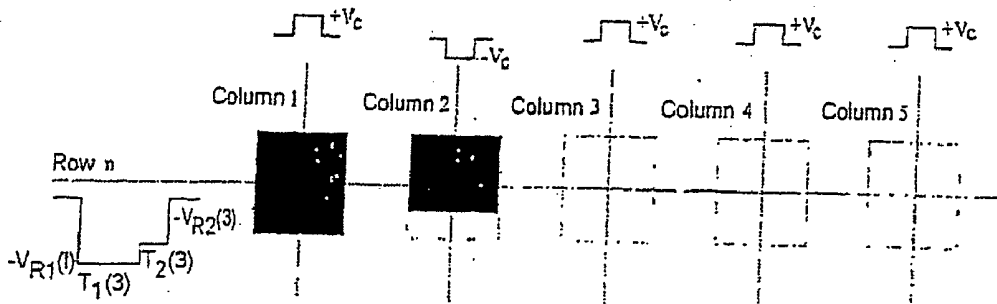 +Vc
-Vc
+Vc
+Vc
+Vc
Column 1
Column 2
Column 3
Column 4
Column 5
Row n
-VR2(3)
-VR1(1)
T1(3)
T2(3)